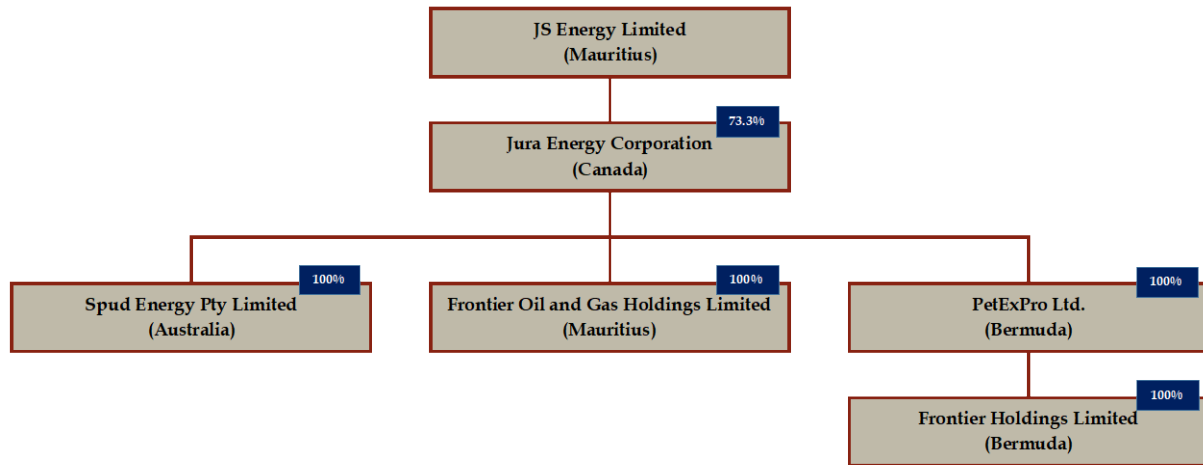 JS Energy Limited
(Mauritius)
73.3%
Jura Energy Corporation
(Canada)
100%
Spud Energy Pty Limited
(Australia)
100%
Frontier Oil and Gas Holdings Limited
(Mauritius)
100%
PetExPro Ltd.
(Bermuda)
100%
Frontier Holdings Limited
(Bermuda)